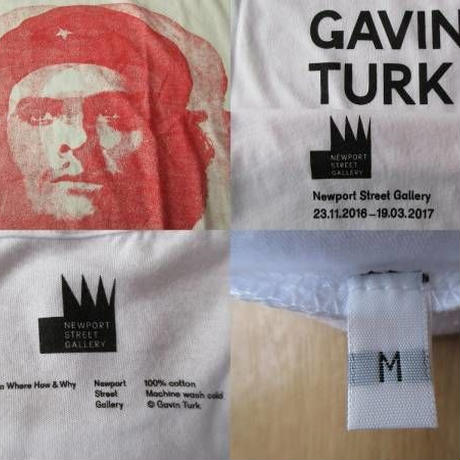 GAVIN
TURK
NEWPORT
STREET
GALLERY
Newport Street Gallery
23.11.2016–19.03.2017
NEWPORT
STREET
GALLERY
Where How & Why
Newport
Street
Gallery
100% cotton
Machine wash cold
© Gavin Turk
M